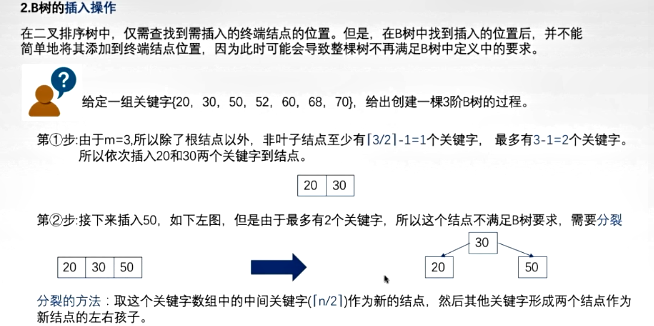 2.B树的插入操作
在二叉排序树中，仅需查找到需插入的终端结点的位置。但是，在B树中找到插入的位置后，并不能
简单地将其添加到终端结点位置，因为此时可能会导致整棵树不再满足B树中定义中的要求。
?
给定一组关键字{20，30，50，52，60，68，70}，给出创建一棵3阶B树的过程。
第①步:由于m=3,所以除了根结点以外，非叶子结点至少有⌈3/2⌉-1=1个关键字， 最多有3-1=2个关键字。
所以依次插入20和30两个关键字到结点。
20 30
第②步:接下来插入50，如下左图，但是由于最多有2个关键字，所以这个结点不满足B树要求，需要分裂
30
20 30 50
20 50
分裂的方法：取这个关键字数组中的中间关键字(⌈n/2⌉)作为新的结点，然后其他关键字形成两个结点作为
新结点的左右孩子。